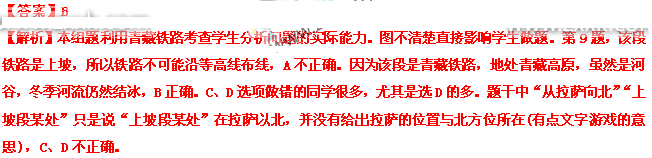 【答案】B
【解析】本组题利用青藏铁路考查学生分析问题的实际能力。图不清楚直接影响学生做题。第9题，该段
铁路是上坡，所以铁路不可能沿等高线布线，A不正确。因为该段是青藏铁路，地处青藏高原，虽然是河
谷，冬季河流仍然结冰，B正确。C、D选项做错的同学很多，尤其是选D的多。题干中“从拉萨向北”“上
坡段某处”只是说“上坡段某处”在拉萨以北，并没有给出拉萨的位置与北方位所在(有点文字游戏的意
思)，C、D不正确。